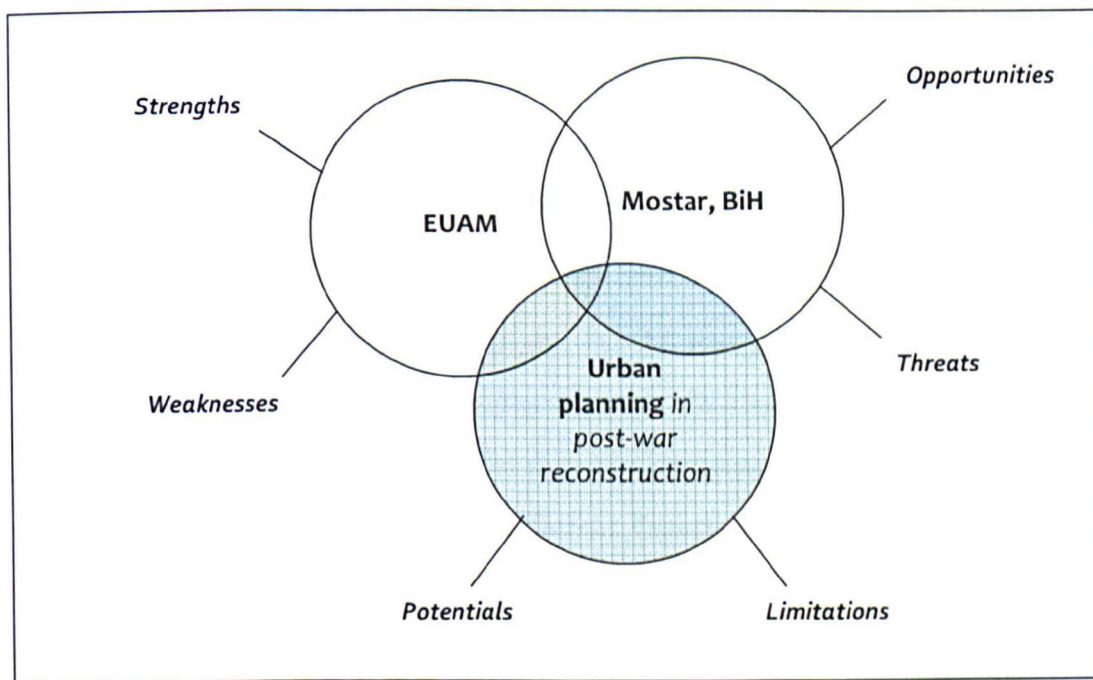 Opportunities
Strengths
Mostar, BiH
EUAM
Threats
Weaknesses
Urban
planning in
post-war
reconstruction
Potentials
Limitations